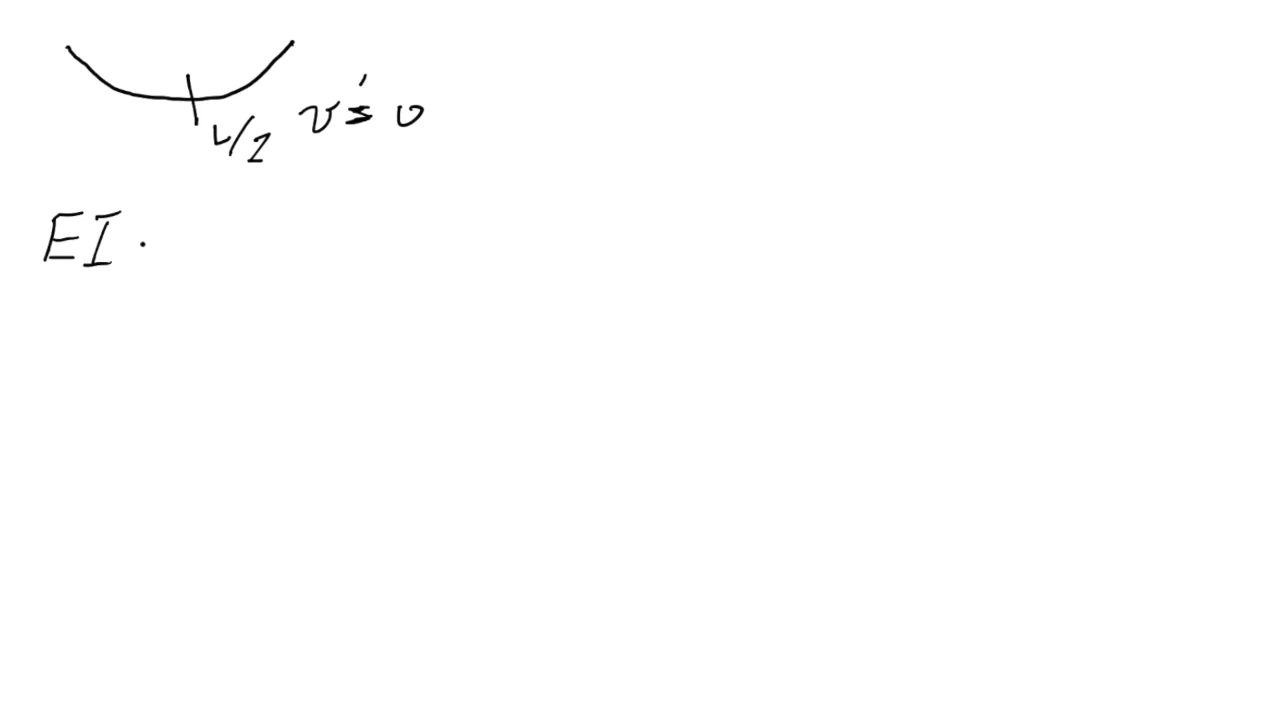 L/2 v' = 0
EI ·